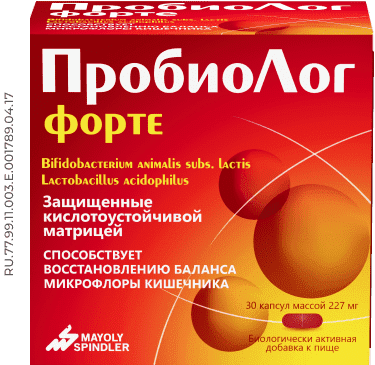 ПробиоЛог
форте
Bifidobacterium animalis subs. lactis
Lactobacillus acidophilus
Защищенные
кислотоустойчивой
матрицей
СПОСОБСТВУЕТ
ВОССТАНОВЛЕНИЮ БАЛАНСА
МИКРОФЛОРЫ КИШЕЧНИКА
30 капсул массой 227 мг
MAYOLY
SPINDLER
Биологически активная
добавка к пище
RU.77.99.11.003.E.001789.04.17